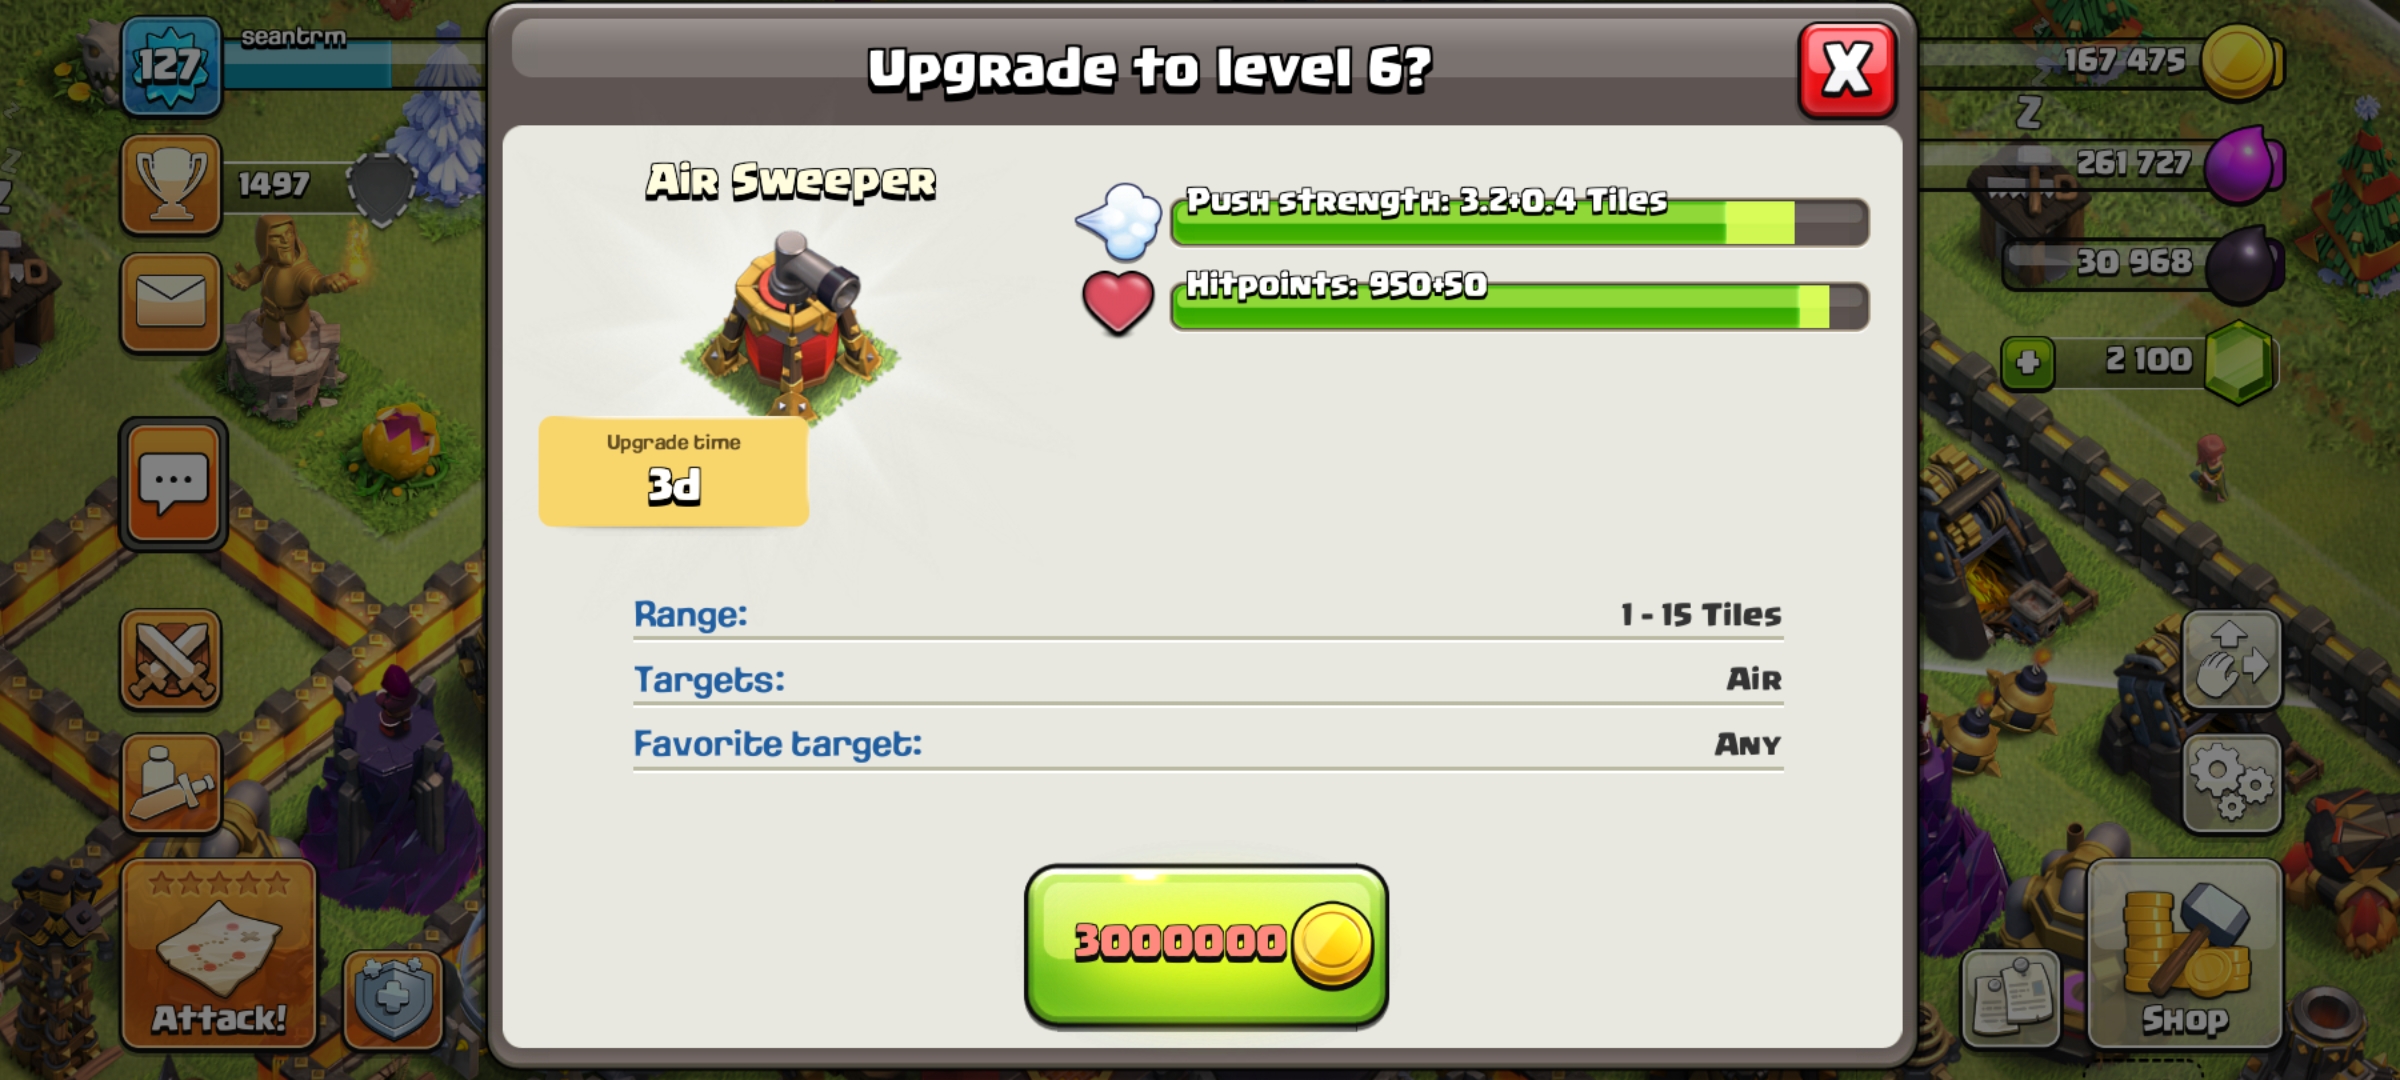 127
seantrm
1497
Attack!
Upgrade to level 6?
X
Air Sweeper
Push strength: 3.2+0.4 Tiles
Hitpoints: 950+50
Upgrade time
3d
Range: 1 - 15 Tiles
Targets: Air
Favorite target: Any
3000000
167 475
Z
261 727
30 968
2 100
Shop